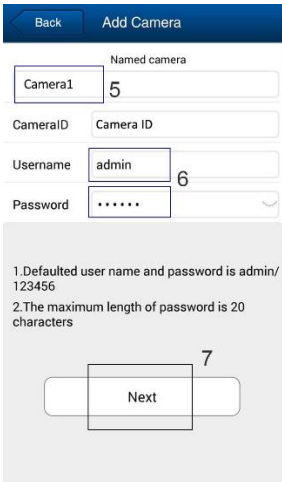 Back Add Camera
Named camera
Camera1 5
CameraID Camera ID
Username admin
6
Password ••••••
1.Defaulted user name and password is admin/
123456
2.The maximum length of password is 20
characters
7
Next